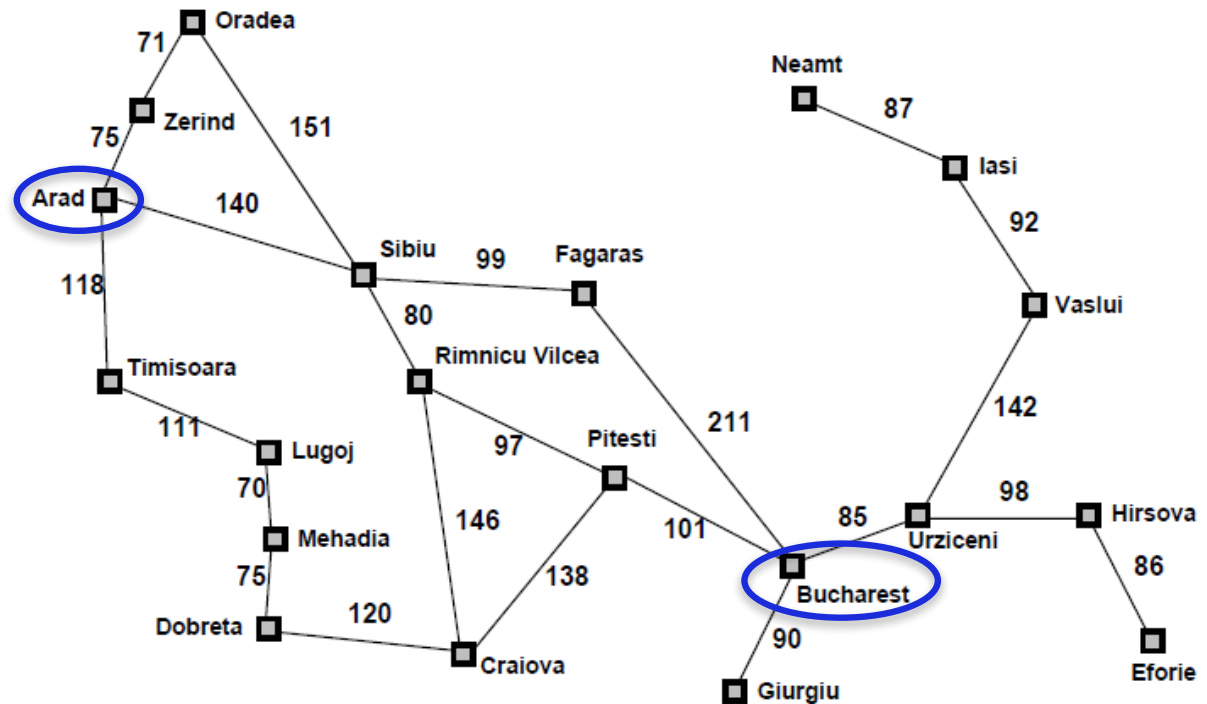 Oradea
71
Neamt
87
Zerind
151
75
Iasi
Arad
140
92
Sibiu
99
Fagaras
118
80
Vaslui
Rimnicu Vilcea
Timisoara
142
111
211
Lugoj
97
Pitesti
70
98
Hirsova
146
101
85
Mehadia
Urziceni
75
138
86
Bucharest
120
Dobreta
90
Craiova
Eforie
Giurgiu